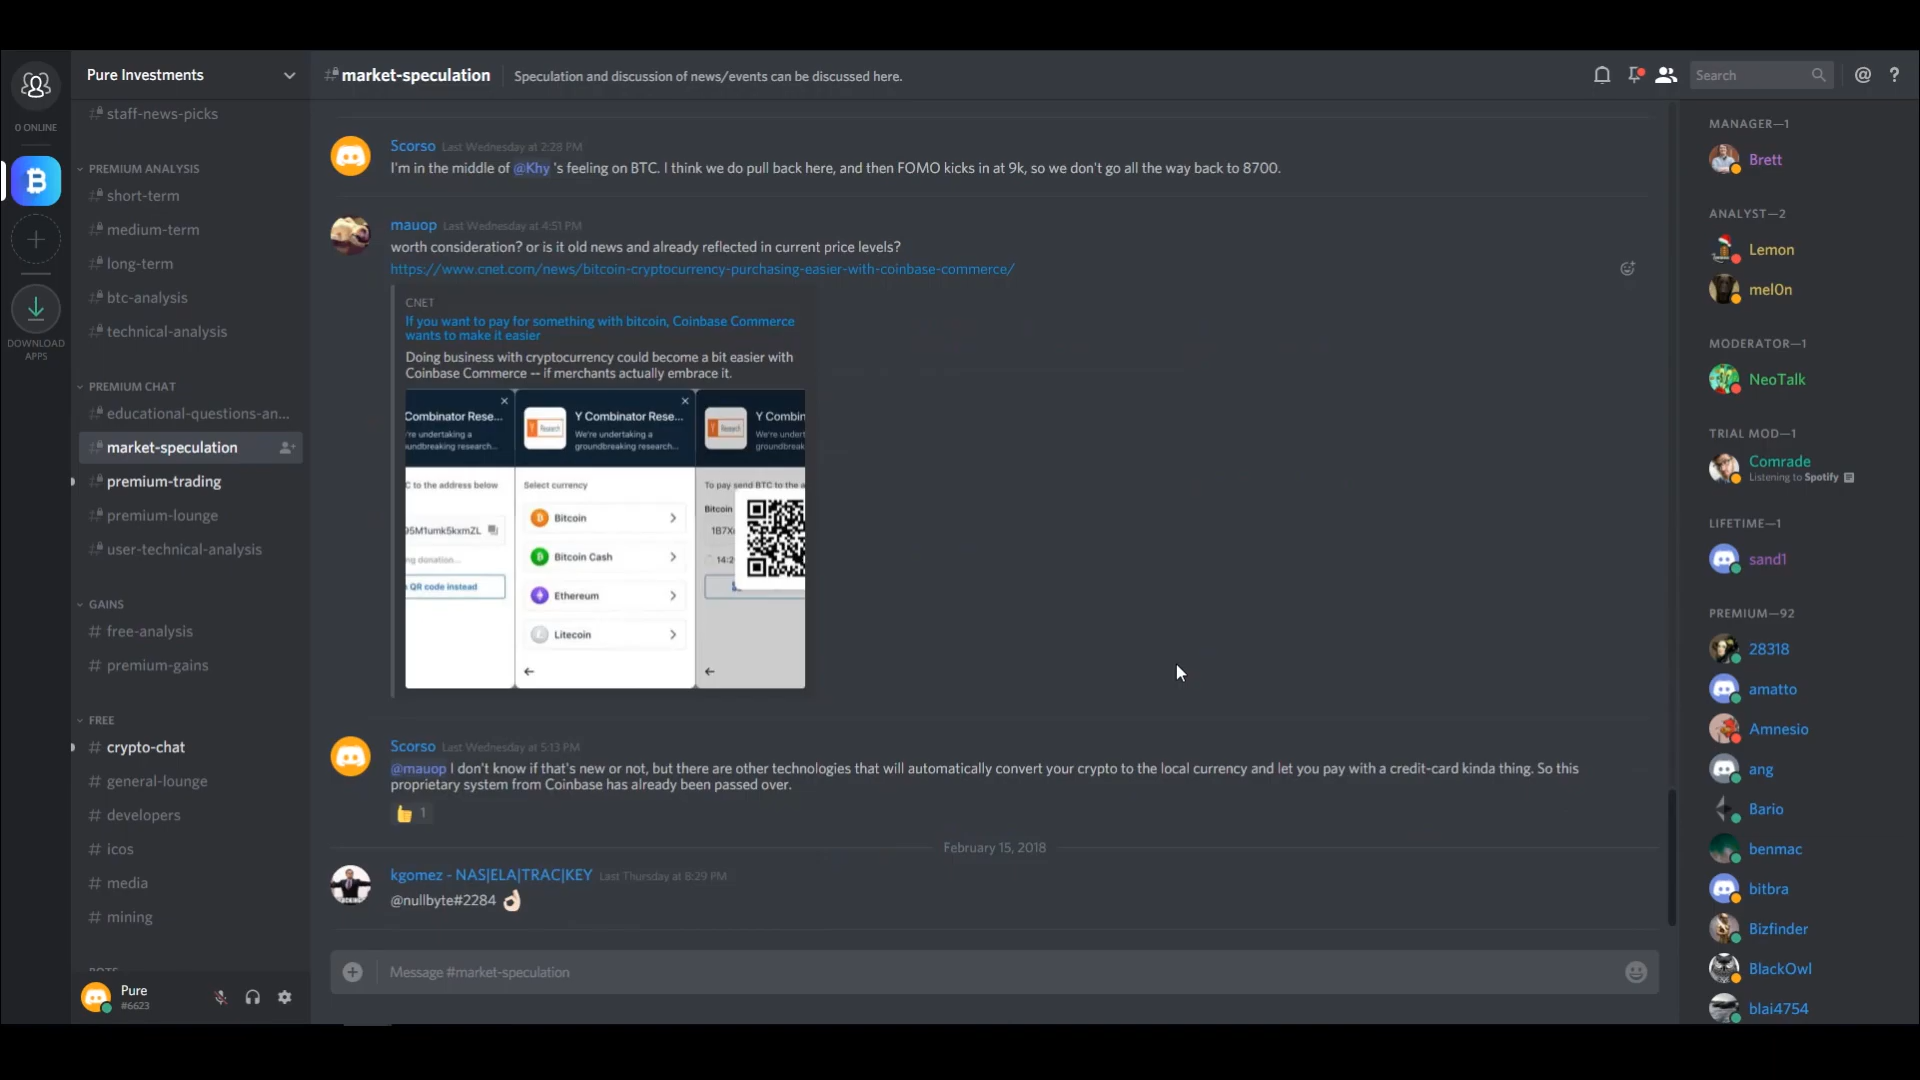 0 ONLINE
DOWNLOAD
APPS
Pure Investments
staff-news-picks
PREMIUM ANALYSIS
short-term
medium-term
long-term
btc-analysis
technical-analysis
PREMIUM CHAT
educational-questions-an...
market-speculation
premium-trading
premium-lounge
user-technical-analysis
GAINS
# free-analysis
# premium-gains
FREE
# crypto-chat
# general-lounge
# developers
# icos
# media
# mining
Pure
#6623
market-speculation Speculation and discussion of news/events can be discussed here.
Search @ ?
Scorso Last Wednesday at 2:28 PM
I'm in the middle of @Khy 's feeling on BTC. I think we do pull back here, and then FOMO kicks in at 9k, so we don't go all the way back to 8700.
mauop Last Wednesday at 4:51 PM
worth consideration? or is it old news and already reflected in current price levels?
https://www.cnet.com/news/bitcoin-cryptocurrency-purchasing-easier-with-coinbase-commerce/
CNET
If you want to pay for something with bitcoin, Coinbase Commerce
wants to make it easier
Doing business with cryptocurrency could become a bit easier with
Coinbase Commerce -- if merchants actually embrace it.
Combinator Rese...
're undertaking a
oundbreaking research...
C to the address below
95M1umk5kxmZL
ng donation...
QR code instead
Research
Y Combinator Rese...
We're undertaking a
groundbreaking research...
Select currency
Bitcoin
Bitcoin Cash
Ethereum
Litecoin
Research
Y Combin
We're undert
groundbreak
To pay send BTC to the a
Bitcoin
1B7X
14:2
Scorso Last Wednesday at 5:13 PM
@mauop I don't know if that's new or not, but there are other technologies that will automatically convert your crypto to the local currency and let you pay with a credit-card kinda thing. So this
proprietary system from Coinbase has already been passed over.
1
February 15, 2018
kgomez - NAS|ELA|TRAC|KEY Last Thursday at 8:29 PM
@nullbyte#2284
Message #market-speculation
MANAGER—1
Brett
ANALYST—2
Lemon
mel0n
MODERATOR—1
NeoTalk
TRIAL MOD—1
Comrade
Listening to Spotify
LIFETIME—1
sand1
PREMIUM—92
28318
amatto
Amnesio
ang
Bario
benmac
bitbra
Bizfinder
BlackOwl
blai4754